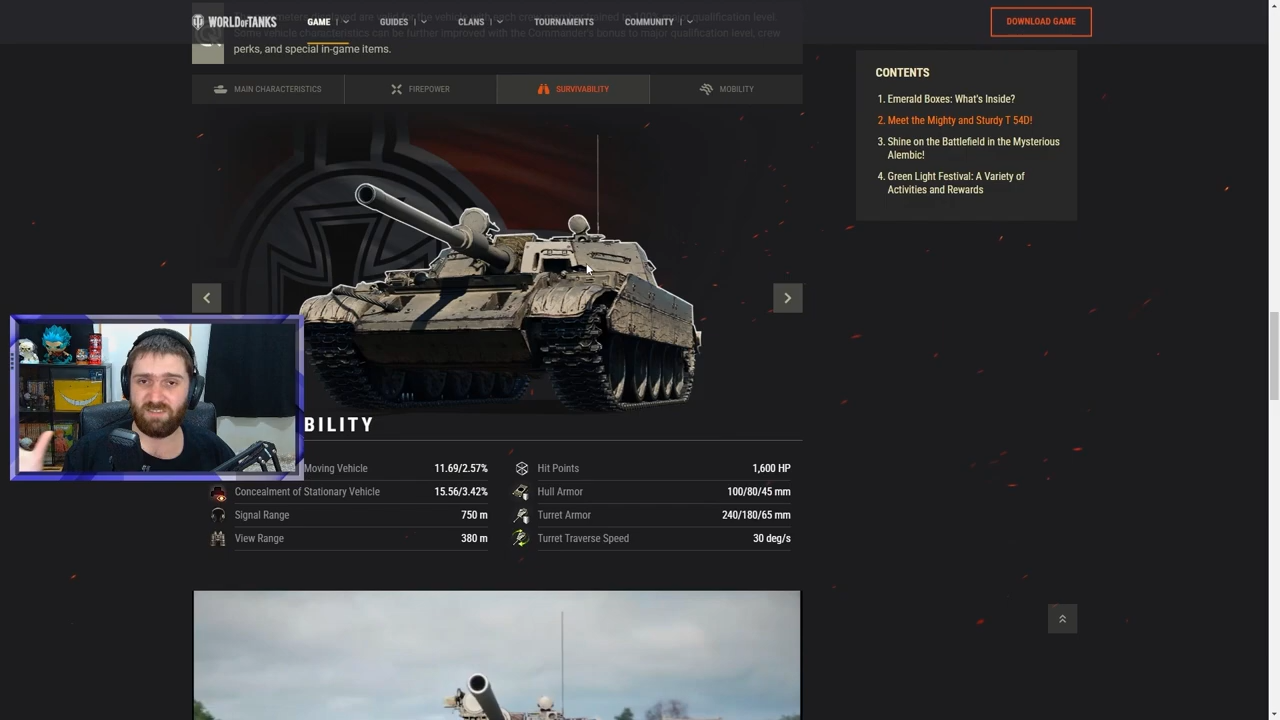 WORLD OF TANKS
GAME
GUIDES
CLANS
TOURNAMENTS
COMMUNITY
DOWNLOAD GAME
Some vehicle characteristics can be further improved with the Commander's bonus to major qualification level, crew
perks, and special in-game items.
MAIN CHARACTERISTICS
FIREPOWER
SURVIVABILITY
MOBILITY
CONTENTS
1. Emerald Boxes: What's Inside?
2. Meet the Mighty and Sturdy T 54D!
3. Shine on the Battlefield in the Mysterious
Alembic!
4. Green Light Festival: A Variety of
Activities and Rewards
BILITY
Moving Vehicle 11.69/2.57%
Concealment of Stationary Vehicle 15.56/3.42%
Signal Range 750 m
View Range 380 m
Hit Points 1,600 HP
Hull Armor 100/80/45 mm
Turret Armor 240/180/65 mm
Turret Traverse Speed 30 deg/s